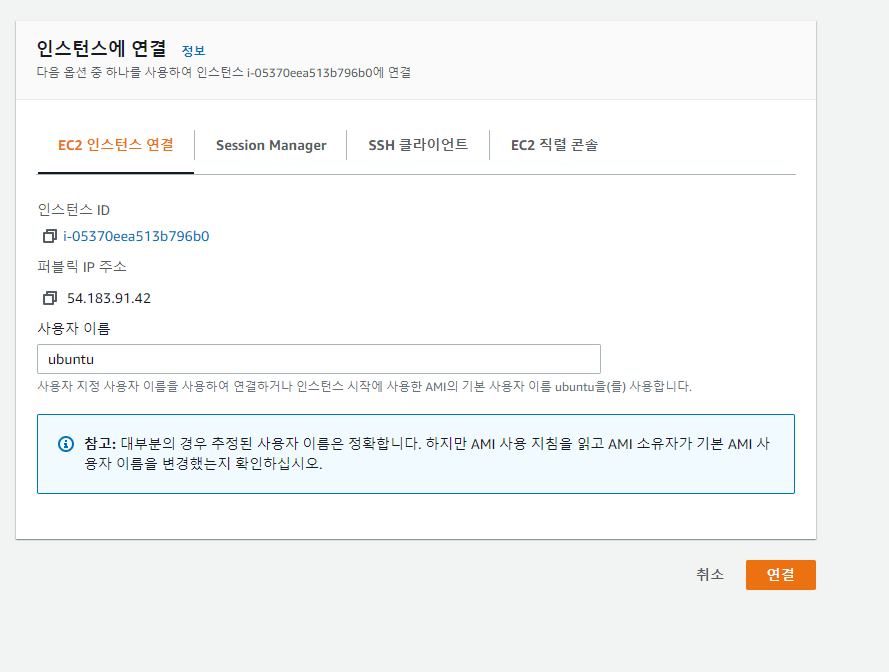 인스턴스에 연결 정보
다음 옵션 중 하나를 사용하여 인스턴스 i-05370eea513b796b0에 연결
EC2 인스턴스 연결 Session Manager SSH 클라이언트 EC2 직렬 콘솔
인스턴스 ID
i-05370eea513b796b0
퍼블릭 IP 주소
54.183.91.42
사용자 이름
ubuntu
사용자 지정 사용자 이름을 사용하여 연결하거나 인스턴스 시작에 사용한 AMI의 기본 사용자 이름 ubuntu을(를) 사용합니다.
참고: 대부분의 경우 추정된 사용자 이름은 정확합니다. 하지만 AMI 사용 지침을 읽고 AMI 소유자가 기본 AMI 사
용자 이름을 변경했는지 확인하십시오.
취소 연결